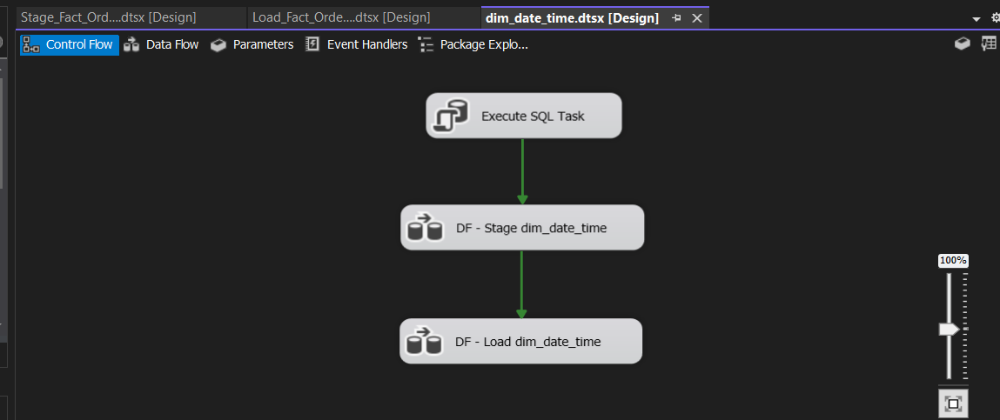 Stage_Fact_Ord....dtsx [Design]
Load_Fact_Orde....dtsx [Design]
dim_date_time.dtsx [Design]
Control Flow
Data Flow
Parameters
Event Handlers
Package Explo...
Execute SQL Task
DF - Stage dim_date_time
100%
DF - Load dim_date_time